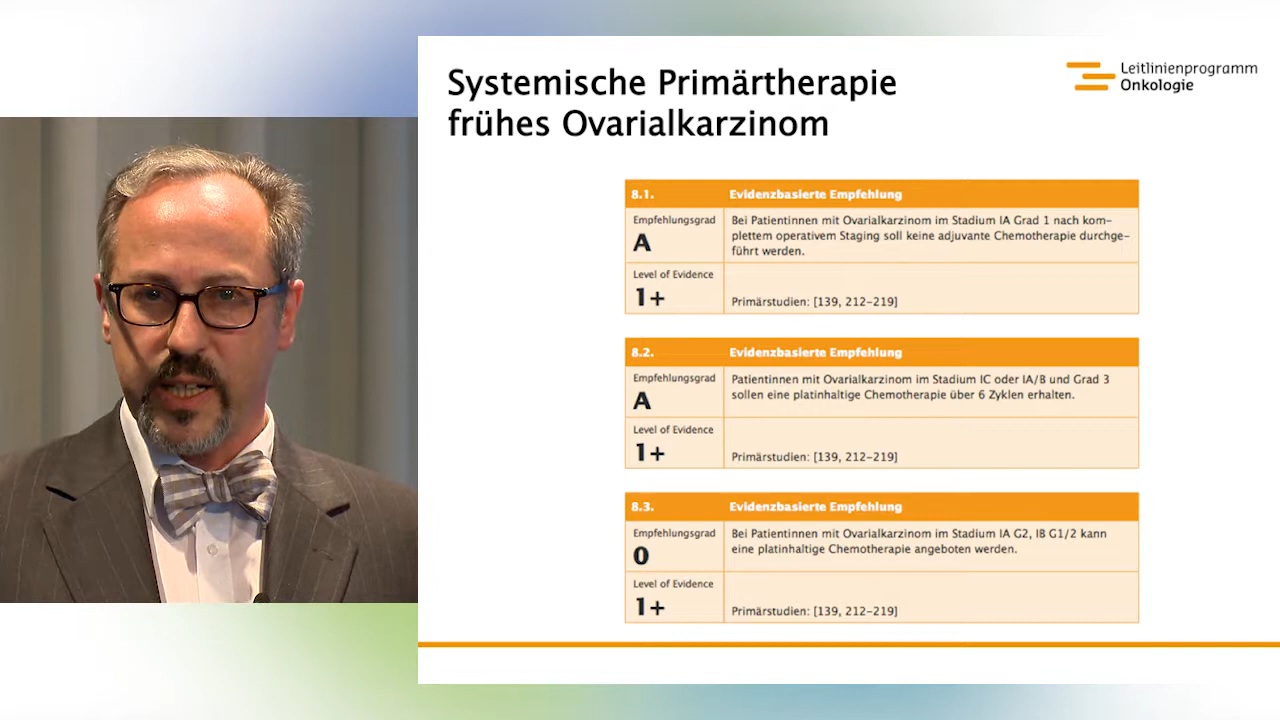 Systemische Primärtherapie
frühes Ovarialkarzinom
Leitlinienprogramm
Onkologie
8.1. Evidenzbasierte Empfehlung
Empfehlungsgrad
A
Bei Patientinnen mit Ovarialkarzinom im Stadium IA Grad 1 nach kom-
plettem operativem Staging soll keine adjuvante Chemotherapie durchge-
führt werden.
Level of Evidence
1+
Primärstudien: [139, 212-219]
8.2. Evidenzbasierte Empfehlung
Empfehlungsgrad
A
Patientinnen mit Ovarialkarzinom im Stadium IC oder IA/B und Grad 3
sollen eine platinhaltige Chemotherapie über 6 Zyklen erhalten.
Level of Evidence
1+
Primärstudien: [139, 212-219]
8.3. Evidenzbasierte Empfehlung
Empfehlungsgrad
0
Bei Patientinnen mit Ovarialkarzinom im Stadium IA G2, IB G1/2 kann
eine platinhaltige Chemotherapie angeboten werden.
Level of Evidence
1+
Primärstudien: [139, 212-219]